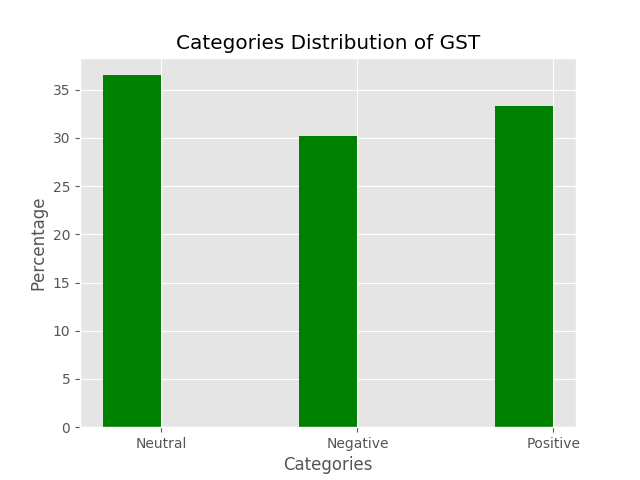 Categories Distribution of GST
Percentage
35
30
25
20
15
10
5
0
Neutral Negative Positive
Categories